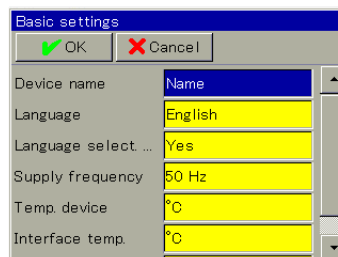 Basic settings
OK Cancel
Device name Name
Language English
Language select. ... Yes
Supply frequency 50 Hz
Temp. device °C
Interface temp. °C